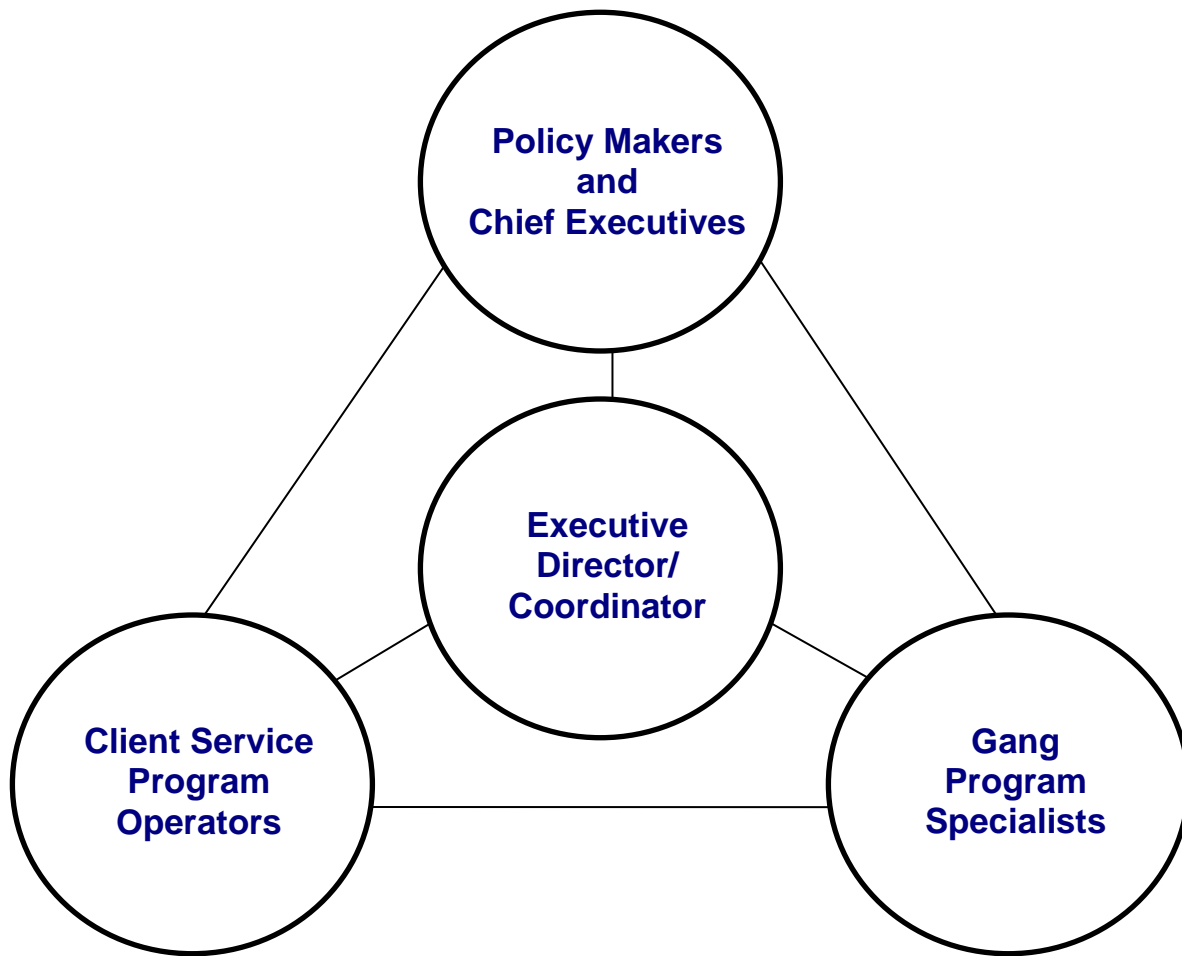 Policy Makers
and
Chief Executives
Executive
Director/
Coordinator
Client Service
Program
Operators
Gang
Program
Specialists